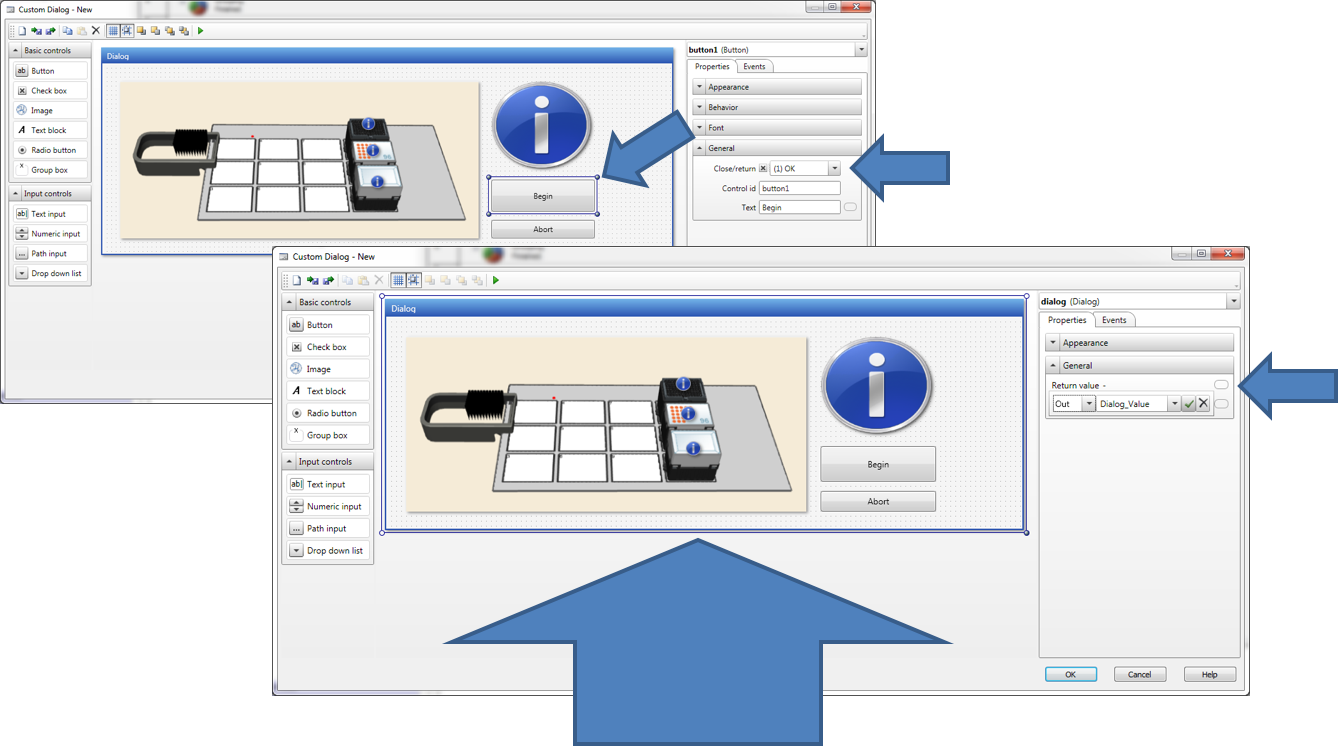 Custom Dialog - New
Basic controls
ab Button
Check box
Image
A Text block
Radio button
x Group box
Input controls
ab| Text input
Numeric input
... Path input
Drop down list
Dialog
Begin
Abort
button1 (Button)
Properties Events
Appearance
Behavior
Font
General
Close/return (1) OK
Control id button1
Text Begin
Custom Dialog - New
Basic controls
ab Button
Check box
Image
A Text block
Radio button
x Group box
Input controls
ab| Text input
Numeric input
... Path input
Drop down list
Dialog
Begin
Abort
dialog (Dialog)
Properties Events
Appearance
General
Return value -
Out Dialog_Value
OK Cancel Help